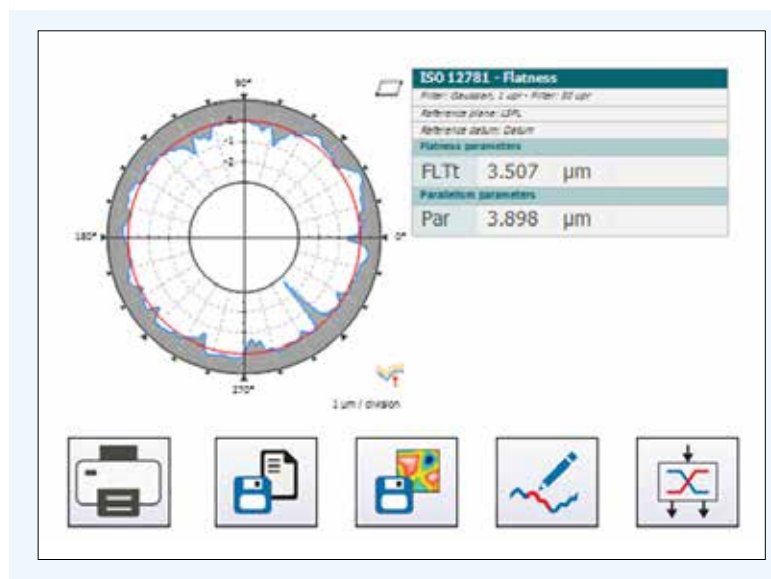 90°
0
-1
-2
180°
0°
270°
1 µm / division
ISO 12781 - Flatness
Filter: Gaussian, 1 upr - Filter: 50 upr
Reference plane: LSPL
Reference datum: Datum
Flatness parameters
FLTt 3.507 µm
Parallelism parameters
Par 3.898 µm